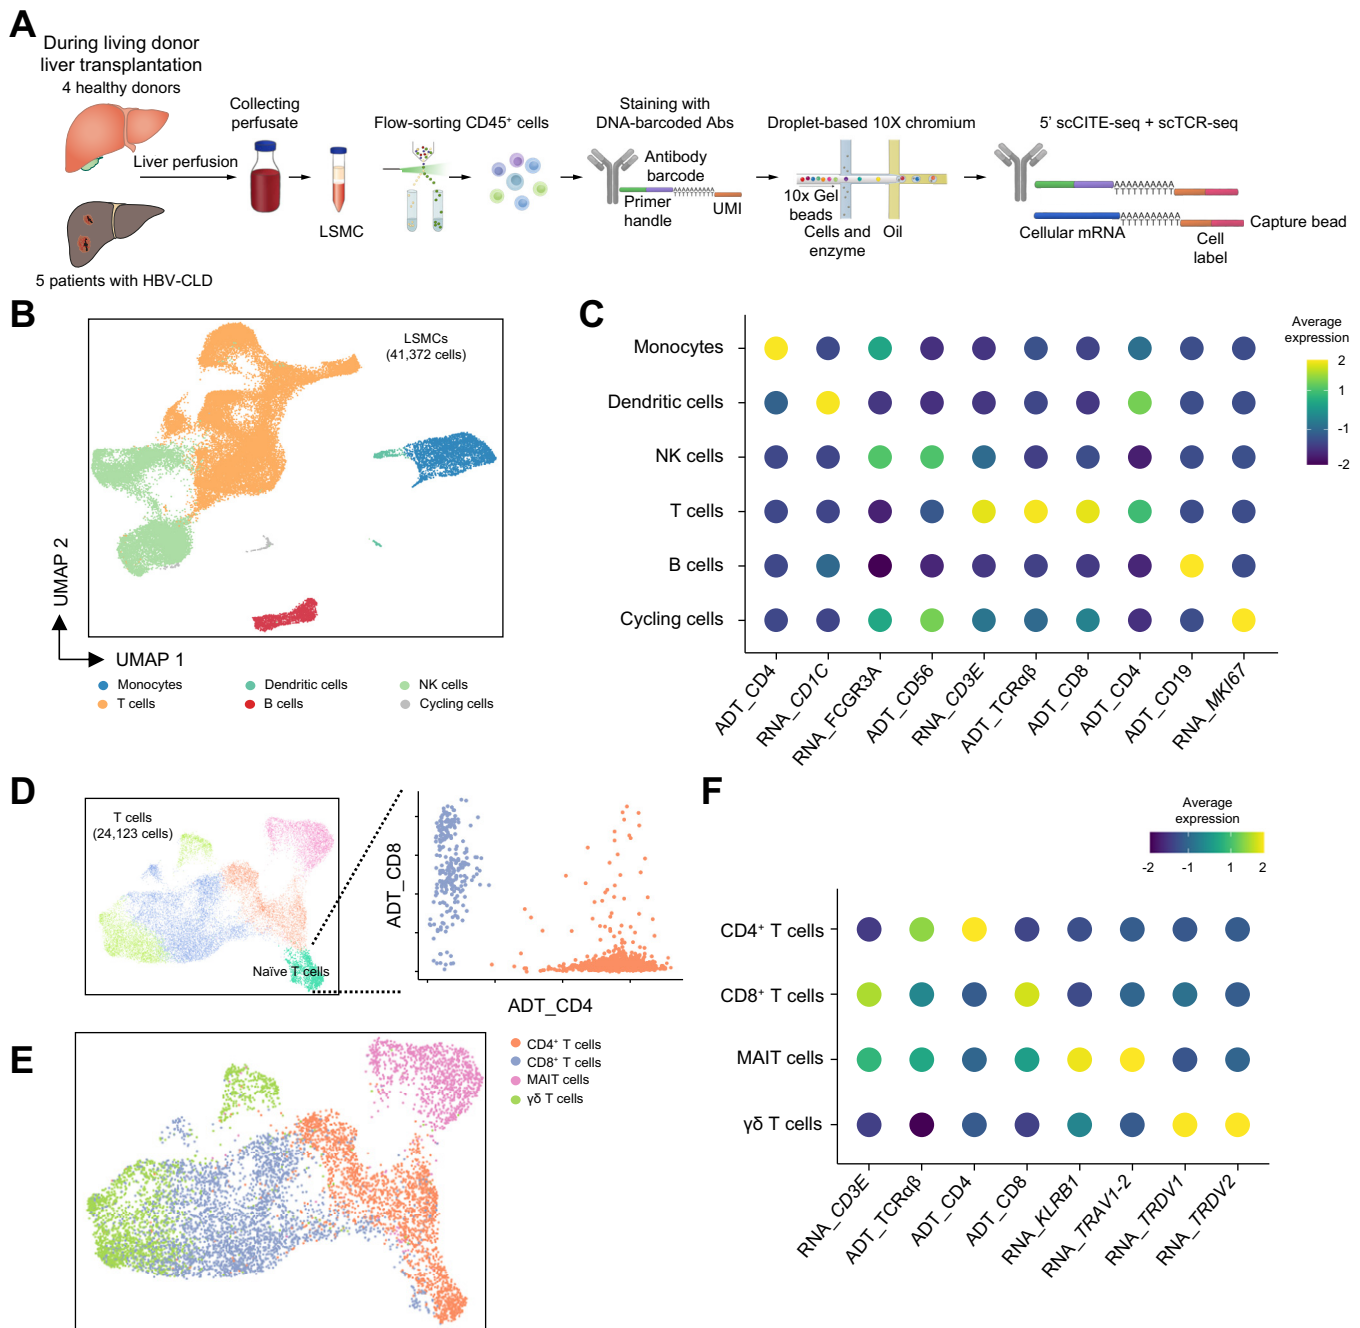 A
During living donor
liver transplantation
4 healthy donors
5 patients with HBV-CLD
Liver perfusion
Collecting
perfusate
LSMC
Flow-sorting CD45⁺ cells
Staining with
DNA-barcoded Abs
Antibody
barcode
AAAAAAAAAA
Primer
handle
UMI
Droplet-based 10X chromium
10x Gel
beads
Cells and
enzyme
Oil
5' scCITE-seq + scTCR-seq
AAAAAAAAAA
TTTTTTTTTT
AAAAAAAAAA
TTTTTTTTTT
Cellular mRNA
Cell
label
Capture bead
B
LSMCs
(41,372 cells)
UMAP 2
UMAP 1
Monocytes
Dendritic cells
NK cells
T cells
B cells
Cycling cells
C
Monocytes
Dendritic cells
NK cells
T cells
B cells
Cycling cells
ADT_CD4
RNA_CD1C
RNA_FCGR3A
ADT_CD56
RNA_CD3E
ADT_TCRαβ
ADT_CD8
ADT_CD4
ADT_CD19
RNA_MKI67
Average
expression
2
1
-1
-2
D
T cells
(24,123 cells)
Naïve T cells
ADT_CD8
ADT_CD4
E
CD4⁺ T cells
CD8⁺ T cells
MAIT cells
γδ T cells
F
Average
expression
-2 -1 1 2
CD4⁺ T cells
CD8⁺ T cells
MAIT cells
γδ T cells
RNA_CD3E
ADT_TCRαβ
ADT_CD4
ADT_CD8
RNA_KLRB1
RNA_TRAV1-2
RNA_TRDV1
RNA_TRDV2